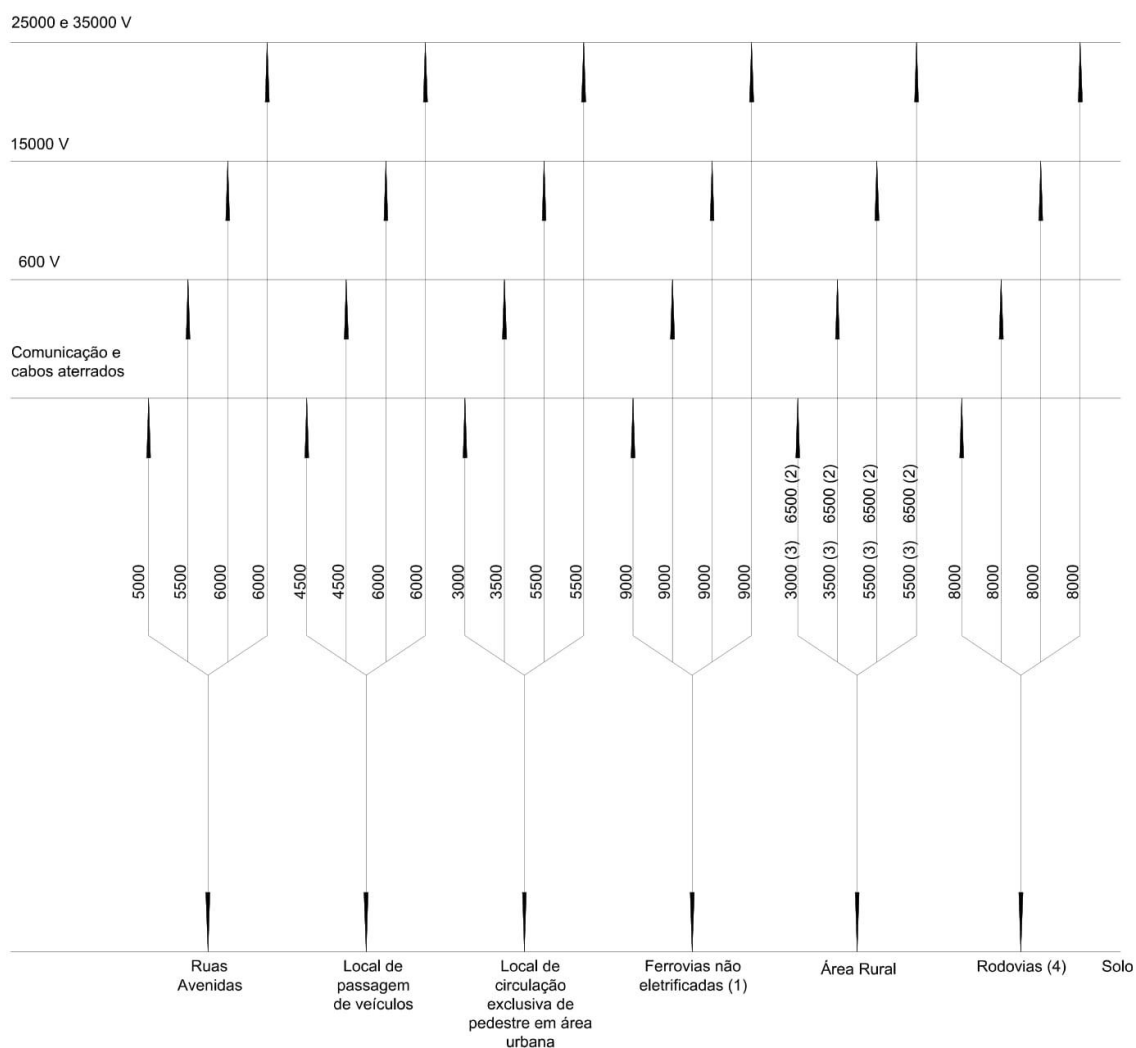 25000 e 35000 V
15000 V
600 V
Comunicação e
cabos aterrados
5000
5500
6000
6000
4500
4500
6000
6000
3000
3500
5500
5500
9000
9000
9000
9000
3000 (3) 6500 (2)
3500 (3) 6500 (2)
5500 (3) 6500 (2)
5500 (3) 6500 (2)
8000
8000
8000
8000
Ruas
Avenidas
Local de
passagem
de veículos
Local de
circulação
exclusiva de
pedestre em área
urbana
Ferrovias não
eletrificadas (1)
Área Rural
Rodovias (4)
Solo